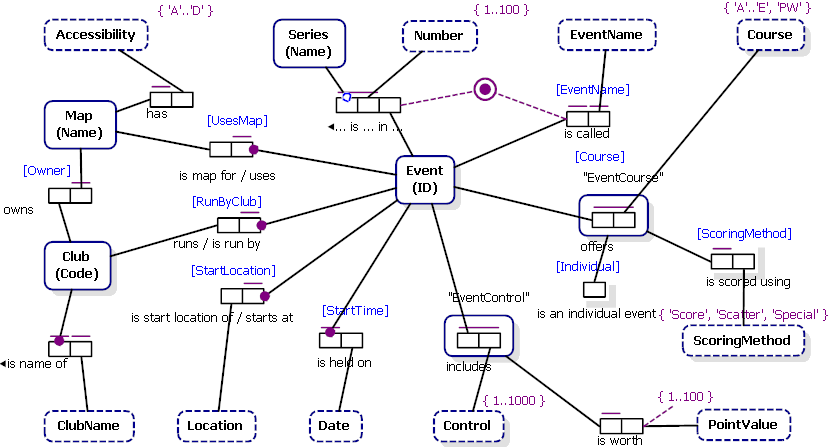 { 'A'..'D' }
{ 1..100 }
{ 'A'..'E', 'PW' }
Accessibility
Series
(Name)
Number
EventName
Course
[EventName]
has
... is ... in ...
is called
Map
(Name)
[UsesMap]
is map for / uses
Event
(ID)
[Course]
"EventCourse"
[Owner]
owns
[RunByClub]
runs / is run by
offers
[ScoringMethod]
is scored using
Club
(Code)
[StartLocation]
is start location of / starts at
[Individual]
is an individual event
{ 'Score', 'Scatter', 'Special' }
"EventControl"
[StartTime]
is held on
includes
is name of
ScoringMethod
{ 1..1000 }
{ 1..100 }
ClubName
Location
Date
Control
is worth
PointValue